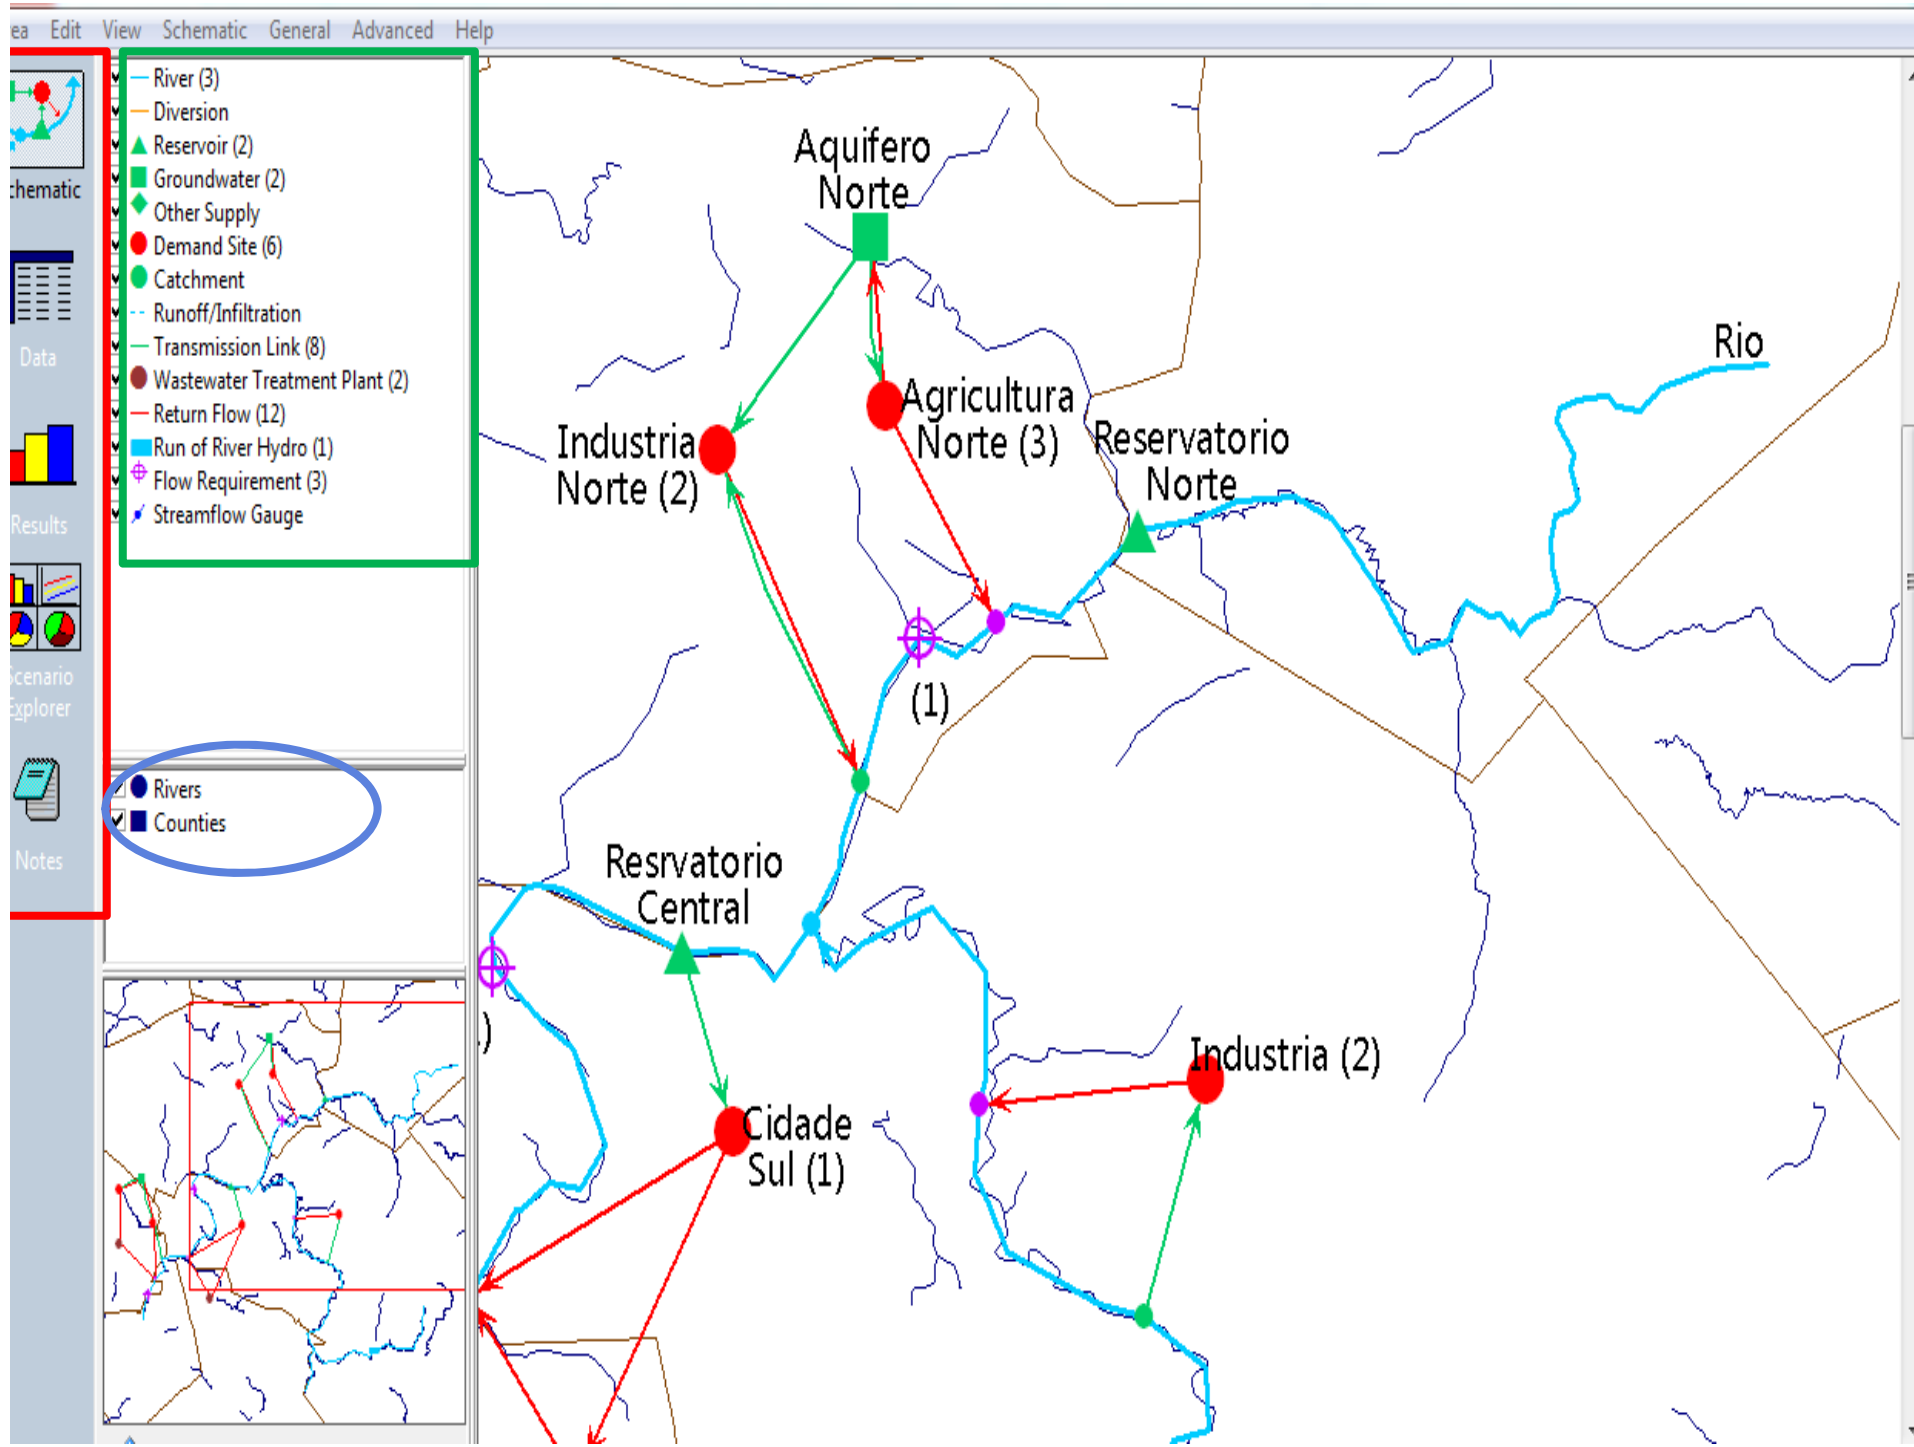 ea Edit View Schematic General Advanced Help
chematic
Data
Results
cenario
Explorer
Notes
River (3)
Diversion
Reservoir (2)
Groundwater (2)
Other Supply
Demand Site (6)
Catchment
Runoff/Infiltration
Transmission Link (8)
Wastewater Treatment Plant (2)
Return Flow (12)
Run of River Hydro (1)
Flow Requirement (3)
Streamflow Gauge
Rivers
Counties
Aquifero
Norte
Rio
Agricultura
Norte (3)
Industria
Norte (2)
Reservatorio
Norte
(1)
Resrvatorio
Central
)
Industria (2)
Cidade
Sul (1)